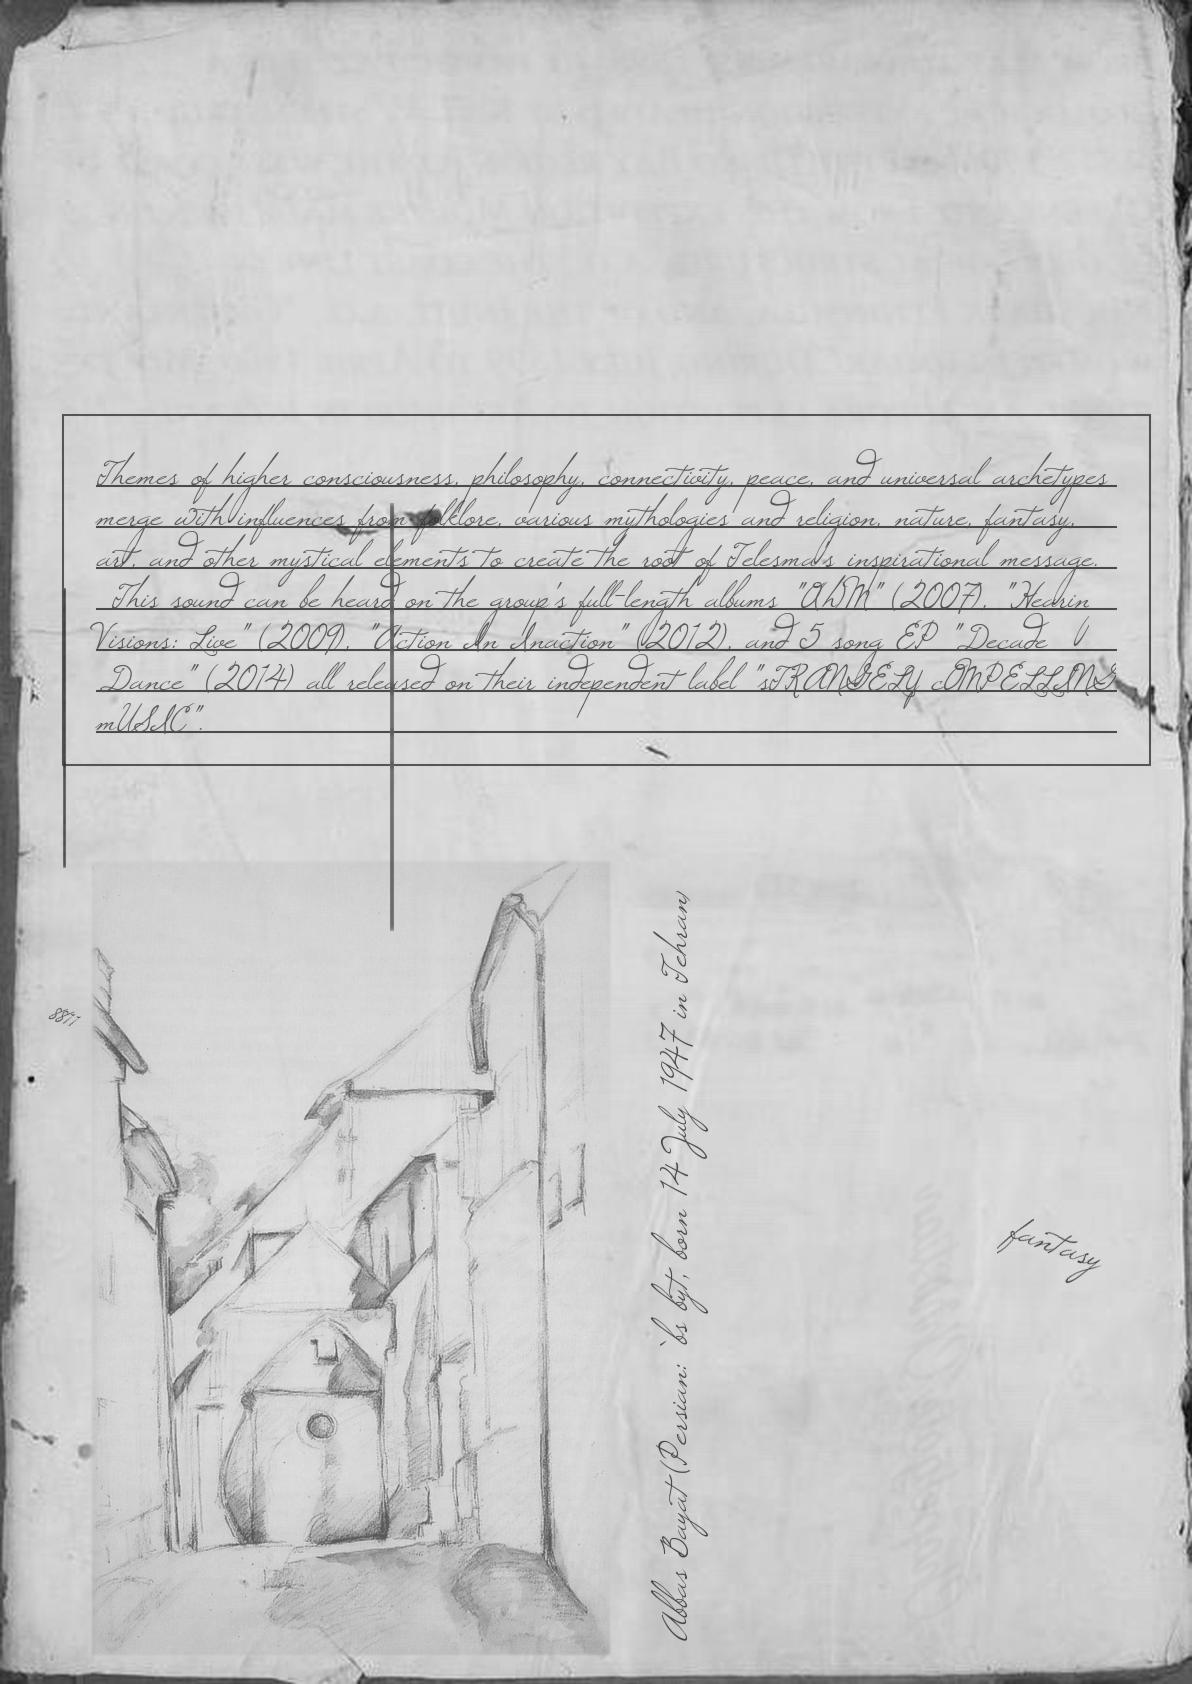 Themes of higher consciousness, philosophy, connectivity, peace, and universal archetypes
merge with influences from folklore, various mythologies and religion, nature, fantasy,
art, and other mystical elements to create the root of Telesma's inspirational message.
This sound can be heard on the group's full-length albums "O(h)M" (2007), "Hearin
Visions: Live" (2009), "Action In Inaction" (2012), and 5 song EP "Decade
Dance" (2014) all released on their independent label "sTRANGELY cOMPELLING
mUSIC".
8897
Abbas Bayat (Persian: `bs byt, born 14 July 1947 in Tehran)
fantasy